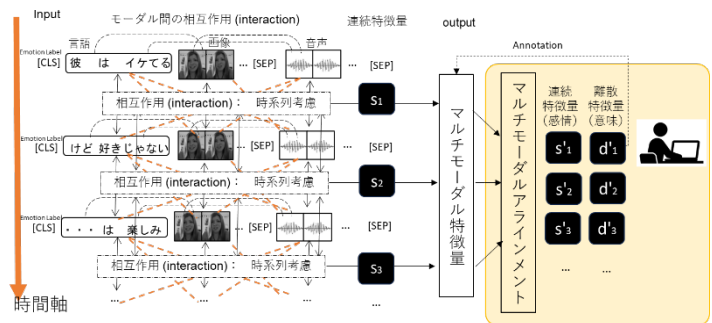 Input
モーダル間の相互作用 (interaction)
連続特徴量
output
言語
画像
音声
Annotation
Emotion Label
[CLS]
彼 は イケてる
... [SEP]
... [SEP]
相互作用 (interaction)： 時系列考慮
S1
Emotion Label
[CLS]
けど 好きじゃない
... [SEP]
... [SEP]
相互作用 (interaction)： 時系列考慮
S2
Emotion Label
[CLS]
・・・ は 楽しみ
... [SEP]
... [SEP]
相互作用 (interaction)： 時系列考慮
S3
...
...
...
...
時間軸
マルチモーダル特徴量
マルチモーダルアラインメント
連続
特徴量
(感情)
離散
特徴量
(意味)
s'1
d'1
s'2
d'2
s'3
d'3
...
...